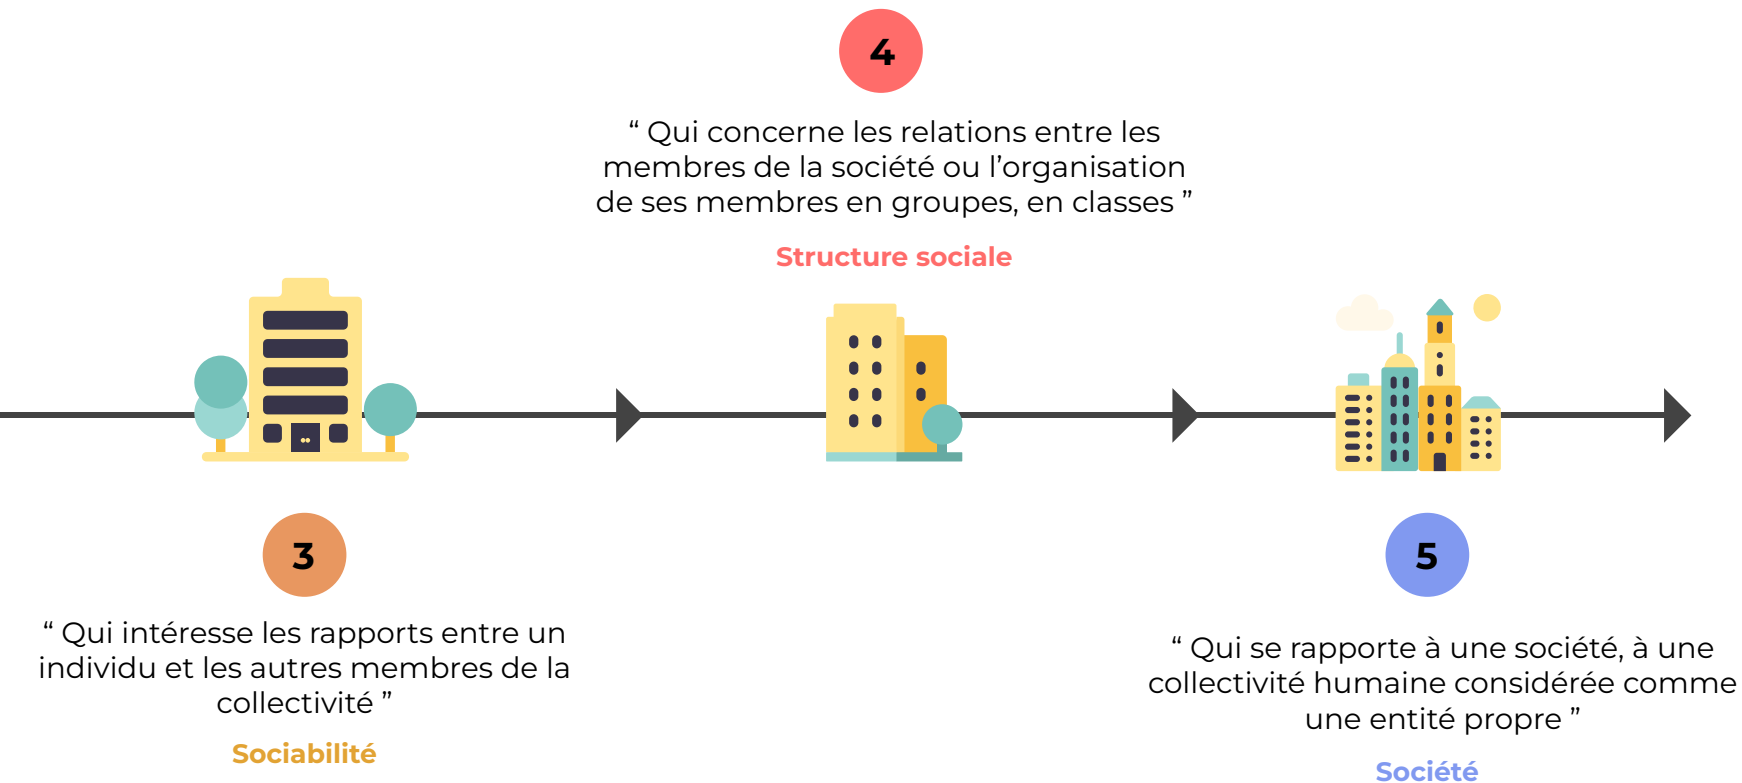 4
“ Qui concerne les relations entre les
membres de la société ou l’organisation
de ses membres en groupes, en classes ”
Structure sociale
3
“ Qui intéresse les rapports entre un
individu et les autres membres de la
collectivité ”
Sociabilité
5
“ Qui se rapporte à une société, à une
collectivité humaine considérée comme
une entité propre ”
Société